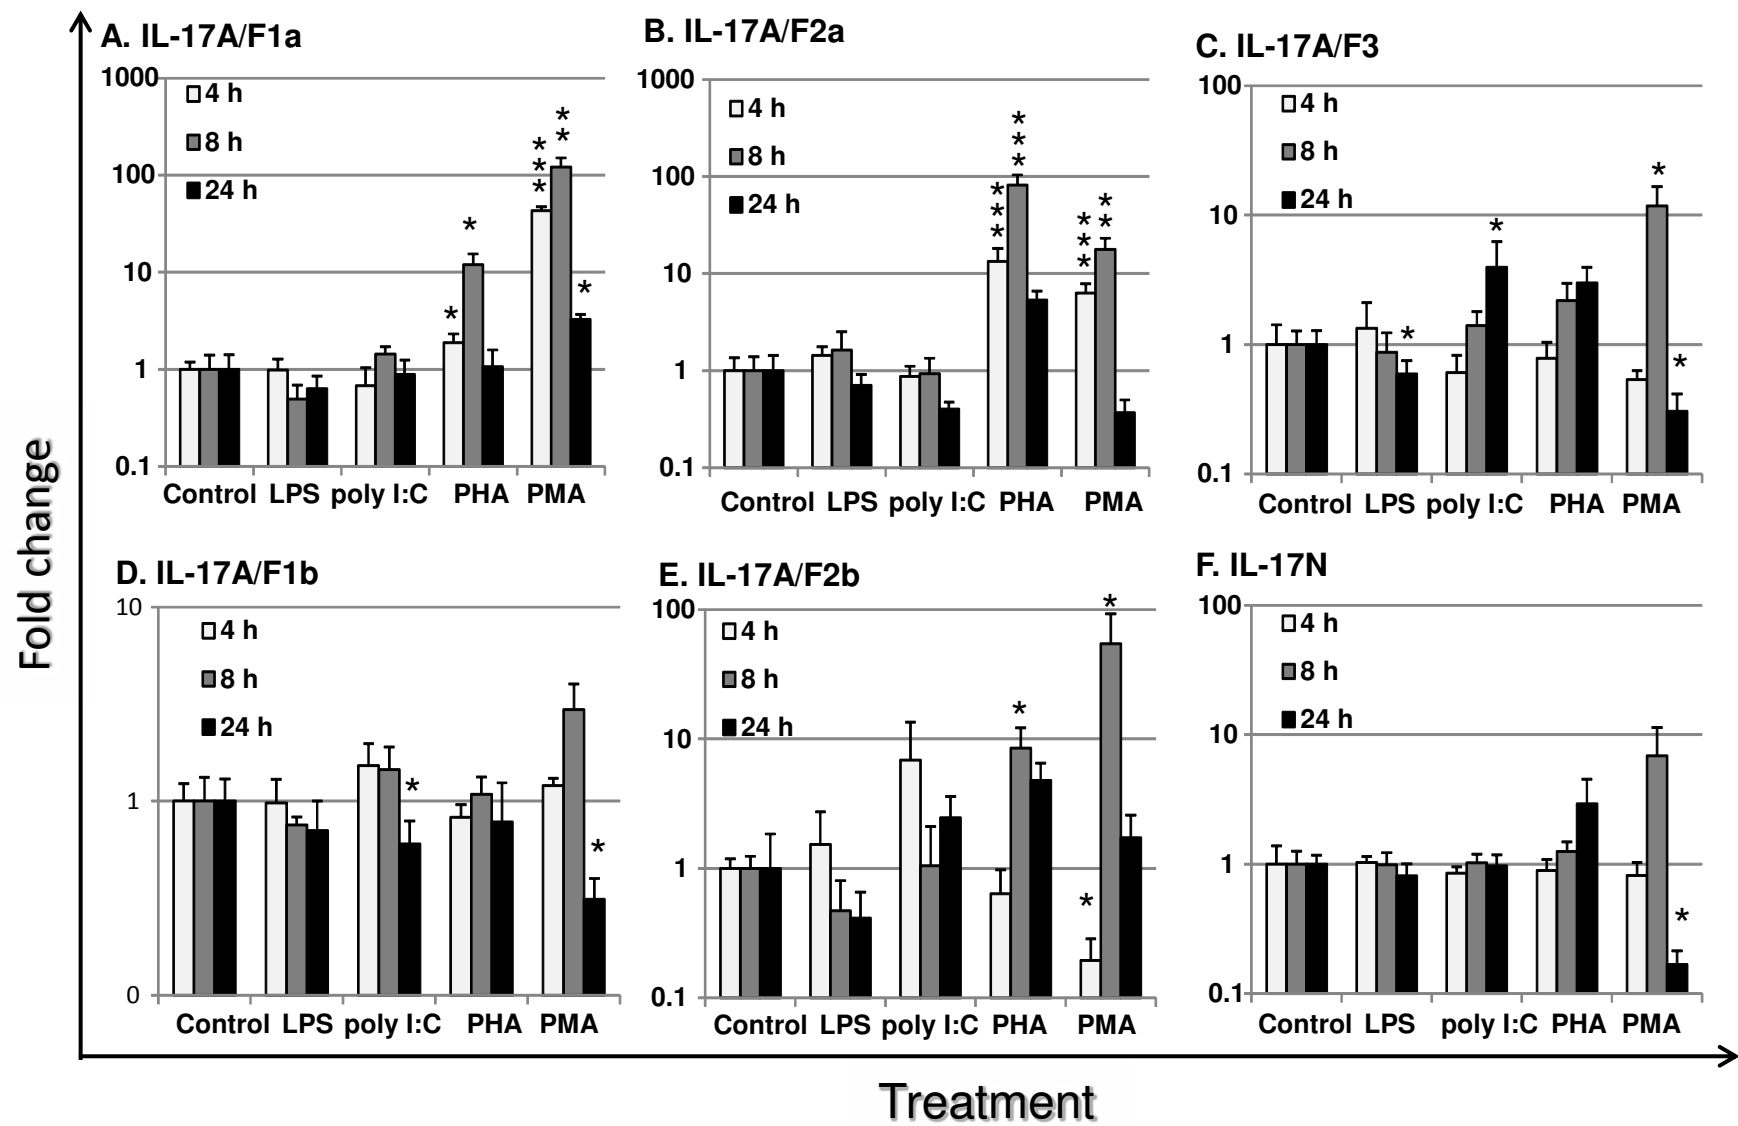 A. IL-17A/F1a
1000
100
10
1
0.1
4 h
8 h
24 h
* * *
* *
*
*
*
Control LPS poly I:C PHA PMA
B. IL-17A/F2a
1000
100
10
1
0.1
4 h
8 h
24 h
* * *
* * *
* * *
* *
Control LPS poly I:C PHA PMA
C. IL-17A/F3
100
10
1
0.1
4 h
8 h
24 h
*
*
*
*
Control LPS poly I:C PHA PMA
D. IL-17A/F1b
10
1
0
4 h
8 h
24 h
*
*
Control LPS poly I:C PHA PMA
E. IL-17A/F2b
100
10
1
0.1
4 h
8 h
24 h
*
*
*
Control LPS poly I:C PHA PMA
F. IL-17N
100
10
1
0.1
4 h
8 h
24 h
*
Control LPS poly I:C PHA PMA
Fold change
Treatment